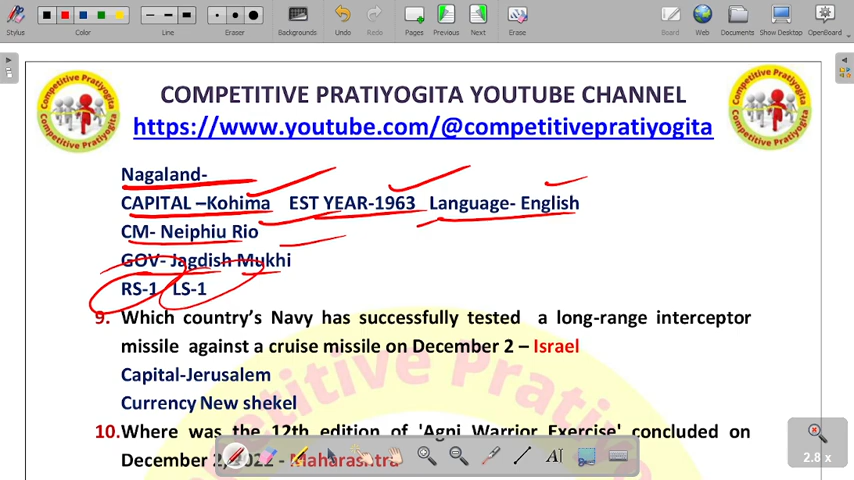 Stylus
Color
Line
Eraser
Backgrounds
Undo
Redo
Pages
Previous
Next
Erase
Board
Web
Documents
Show Desktop
OpenBoard
Competitive Pratiyogita
COMPETITIVE PRATIYOGITA YOUTUBE CHANNEL
Competitive Pratiyogita
https://www.youtube.com/@competitivepratiyogita
Nagaland-
CAPITAL –Kohima EST YEAR-1963 Language- English
CM- Neiphiu Rio
GOV- Jagdish Mukhi
RS-1 LS-1
9. Which country's Navy has successfully tested a long-range interceptor
missile against a cruise missile on December 2 – Israel
Capital-Jerusalem
Currency New shekel
10.Where was the 12th edition of 'Agni Warrior Exercise' concluded on
December 2, 2022 - Maharashtra
2.8 x